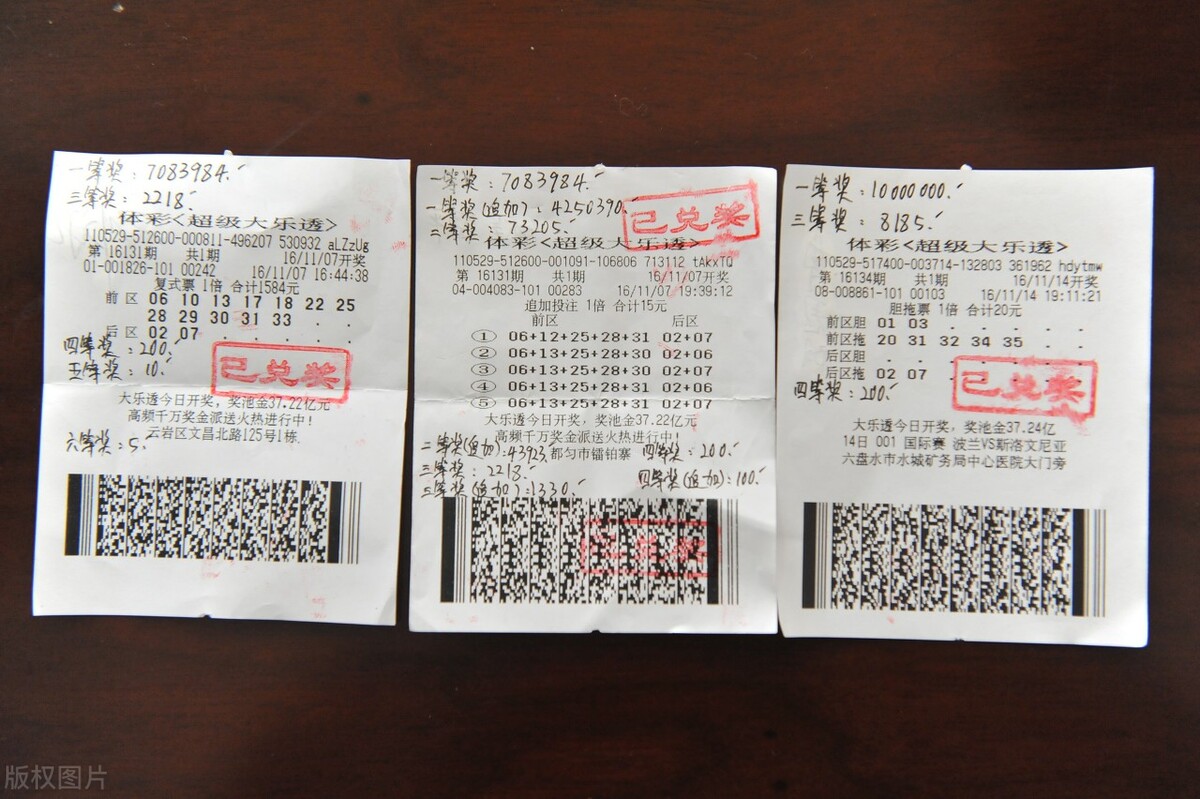 一等奖：7083984.
三等奖：2218.
体彩<超级大乐透>
110529-512600-000811-496207 530932 aLZzUg
第 16131期 共1期 16/11/07开奖
01-001826-101 00242 16/11/07 16:44:38
复式票 1倍 合计1584元
前区 06 10 13 17 18 22 25
28 29 30 31 33 . .
后区 02 07 . . . . .
四等奖：200.
五等奖：10.
已兑奖
大乐透今日开奖，奖池金37.22亿元
高频千万奖金派送火热进行中！
云岩区文昌北路125号1栋.
六等奖：5.
一等奖：7083984.
一等奖(追加)：4250390.
二等奖：73205.
已兑奖
体彩<超级大乐透>
110529-512600-001091-106806 713112 tAkxTQ
第 16131期 共1期 16/11/07开奖
04-004083-101 00283 16/11/07 19:39:12
追加投注 1倍 合计15元
前区 后区
① 06+12+25+28+31 02+07
② 06+13+25+28+30 02+06
③ 06+13+25+28+30 02+07
④ 06+13+25+28+31 02+06
⑤ 06+13+25+28+31 02+07
大乐透今日开奖，奖池金37.22亿元
高频千万奖金派送火热进行中！
二等奖(追加)：43923 都匀市镭铂寨 四等奖：200.
三等奖：2218.
四等奖(追加)：100.
三等奖(追加)：1330.
已兑奖
一等奖：10000000.
三等奖：8185.
体彩<超级大乐透>
110529-517400-003714-132803 361962 hdytmw
第 16134期 共1期 16/11/14开奖
08-008861-101 00103 16/11/14 19:11:21
胆拖票 1倍 合计20元
前区胆 01 03 . . . . .
前区拖 20 31 32 34 35 . .
后区胆 . . . . . . .
后区拖 02 07 . . . . .
四等奖：200.
已兑奖
大乐透今日开奖，奖池金37.24亿
14日 001 国际赛 波兰VS斯洛文尼亚
六盘水市水城矿务局中心医院大门旁
版权图片